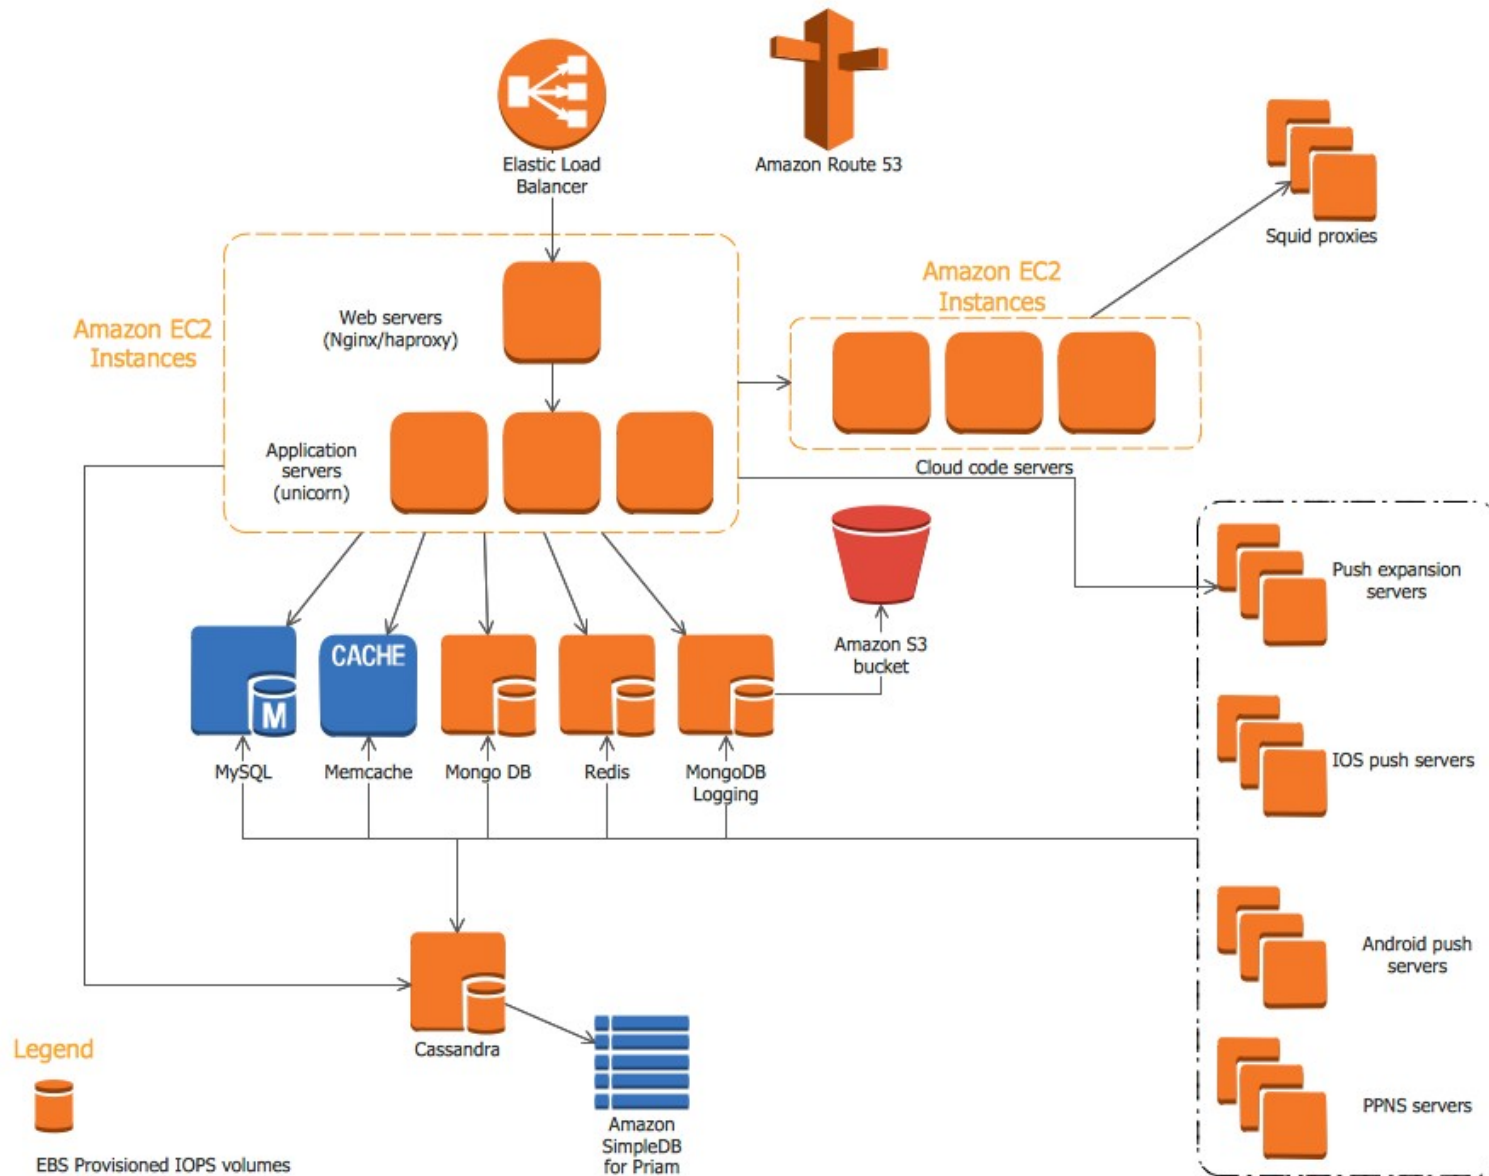 Elastic Load
Balancer
Amazon Route 53
Squid proxies
Amazon EC2
Instances
Web servers
(Nginx/haproxy)
Amazon EC2
Instances
Application
servers
(unicorn)
Cloud code servers
Push expansion
servers
Amazon S3
bucket
CACHE
M
MySQL
Memcache
Mongo DB
Redis
MongoDB
Logging
IOS push servers
Android push
servers
Cassandra
Legend
PPNS servers
Amazon
SimpleDB
for Priam
EBS Provisioned IOPS volumes